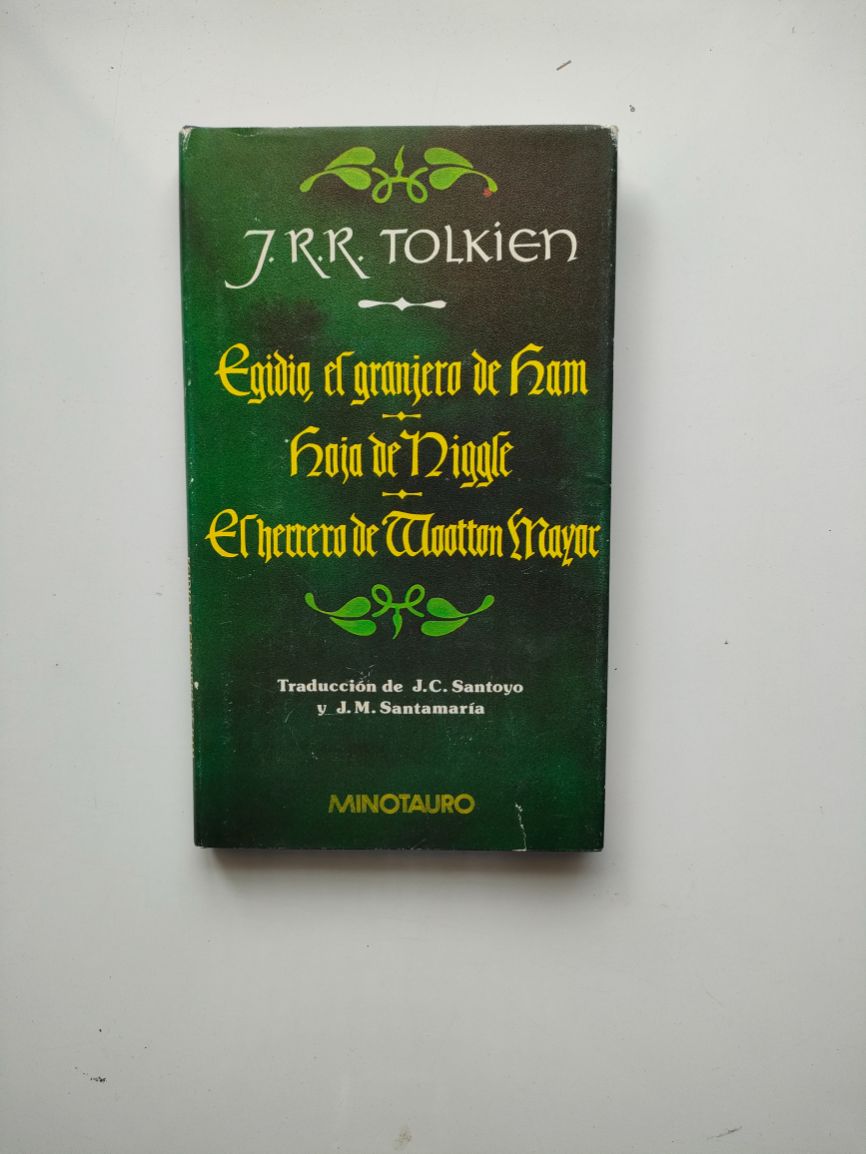 J.R.R. TOLKIEN
Egidio, el granjero de Ham
Hoja de Niggle
El herrero de Wootton Mayor
Traducción de J.C. Santoyo
y J.M. Santamaría
MINOTAURO